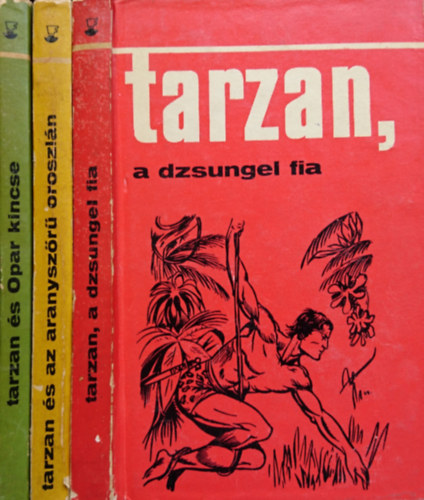 tarzan és Opar kincse
tarzan és az aranyszőrű oroszlán
tarzan, a dzsungel fia
tarzan,
a dzsungel fia